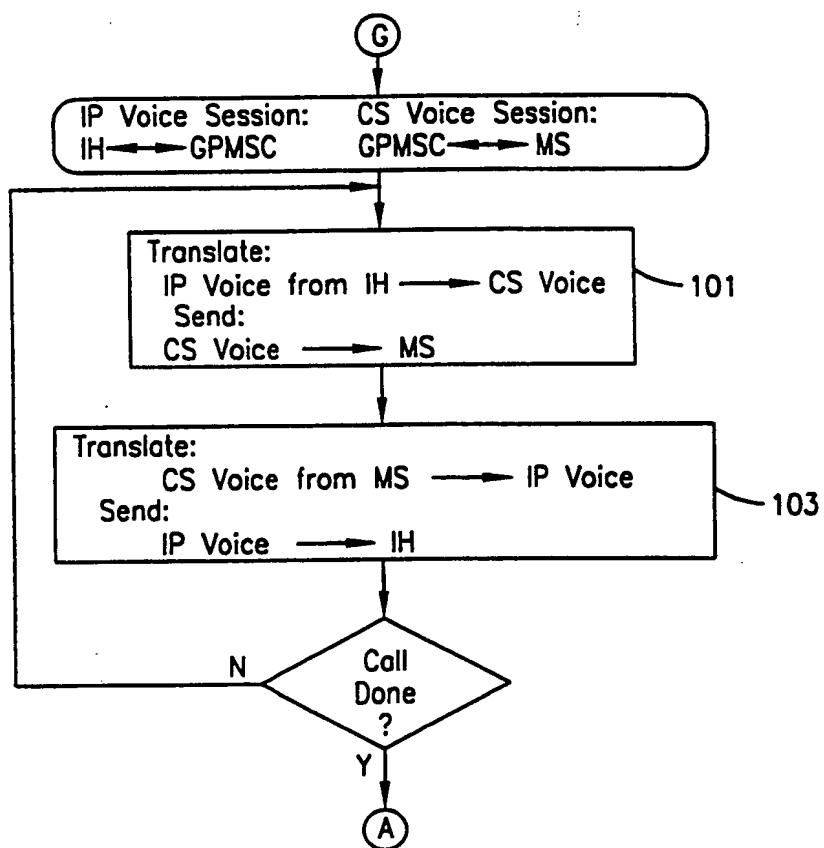 G
IP Voice Session: CS Voice Session:
IH GPMSC GPMSC MS
Translate:
IP Voice from IH CS Voice
Send:
CS Voice MS
101
Translate:
CS Voice from MS IP Voice
Send:
IP Voice IH
103
N
Call
Done
?
Y
A